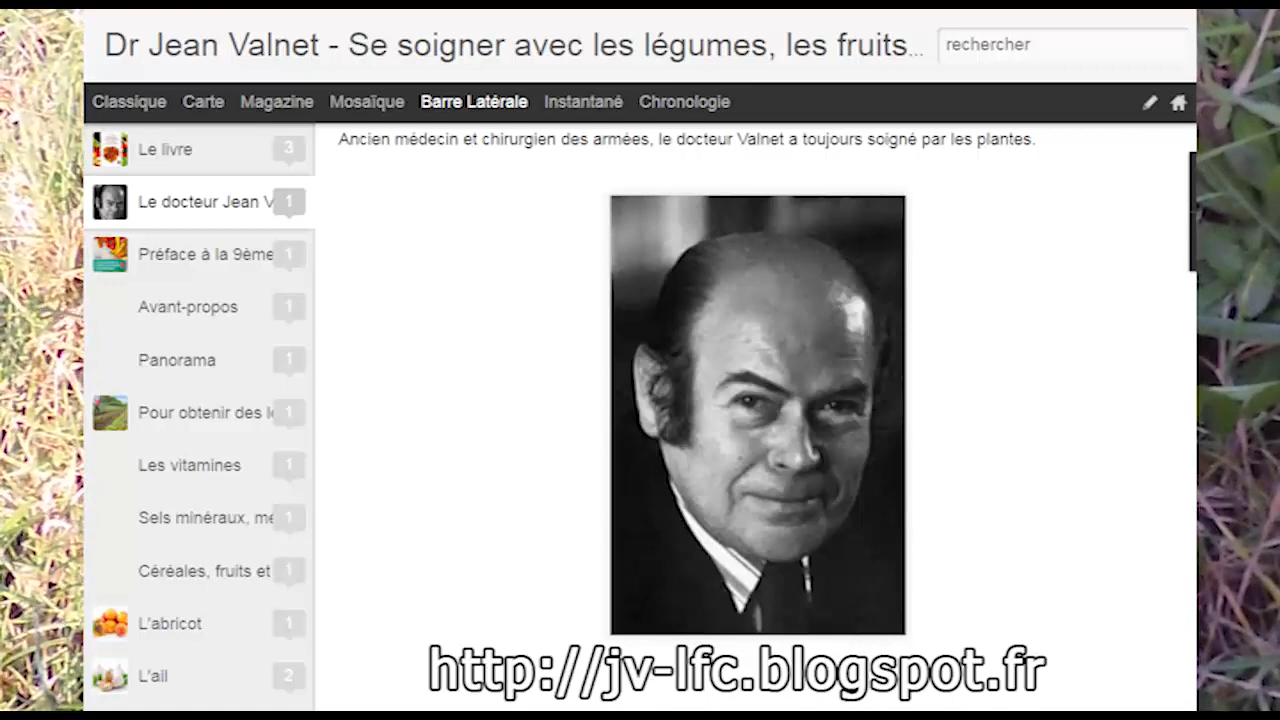 Dr Jean Valnet - Se soigner avec les légumes, les fruits...
rechercher
Classique Carte Magazine Mosaïque Barre Latérale Instantané Chronologie
Ancien médecin et chirurgien des armées, le docteur Valnet a toujours soigné par les plantes.
Le livre 3
Le docteur Jean V 1
Préface à la 9ème 1
Avant-propos 1
Panorama 1
Pour obtenir des l 1
Les vitamines 1
Sels minéraux, mé 1
Céréales, fruits et 1
L'abricot 1
L'ail 2
http://jv-lfc.blogspot.fr